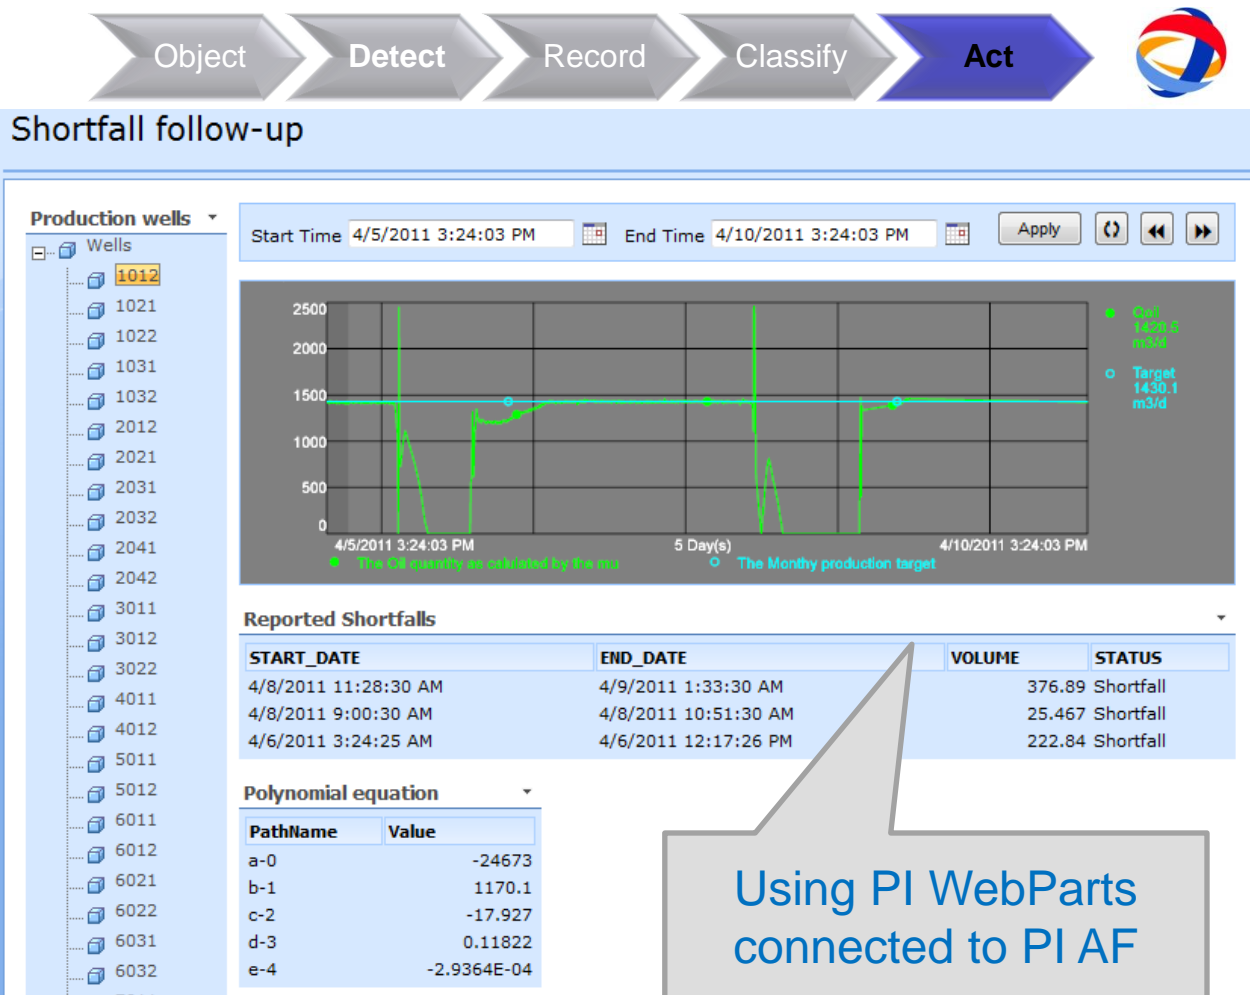 Object Detect Record Classify Act
Shortfall follow-up
Production wells
Wells
1012
1021
1022
1031
1032
2012
2021
2031
2032
2041
2042
3011
3012
3022
4011
4012
5011
5012
6011
6012
6021
6022
6031
6032
Start Time 4/5/2011 3:24:03 PM End Time 4/10/2011 3:24:03 PM Apply
2500
2000
1500
1000
500
0
4/5/2011 3:24:03 PM 5 Day(s) 4/10/2011 3:24:03 PM
The Oil quantity as calulated by the mu The Monthy production target
Qoil
1420.5
m3/d
Target
1430.1
m3/d
Reported Shortfalls
START_DATE END_DATE VOLUME STATUS
4/8/2011 11:28:30 AM 4/9/2011 1:33:30 AM 376.89 Shortfall
4/8/2011 9:00:30 AM 4/8/2011 10:51:30 AM 25.467 Shortfall
4/6/2011 3:24:25 AM 4/6/2011 12:17:26 PM 222.84 Shortfall
Polynomial equation
PathName Value
a-0 -24673
b-1 1170.1
c-2 -17.927
d-3 0.11822
e-4 -2.9364E-04
Using PI WebParts
connected to PI AF